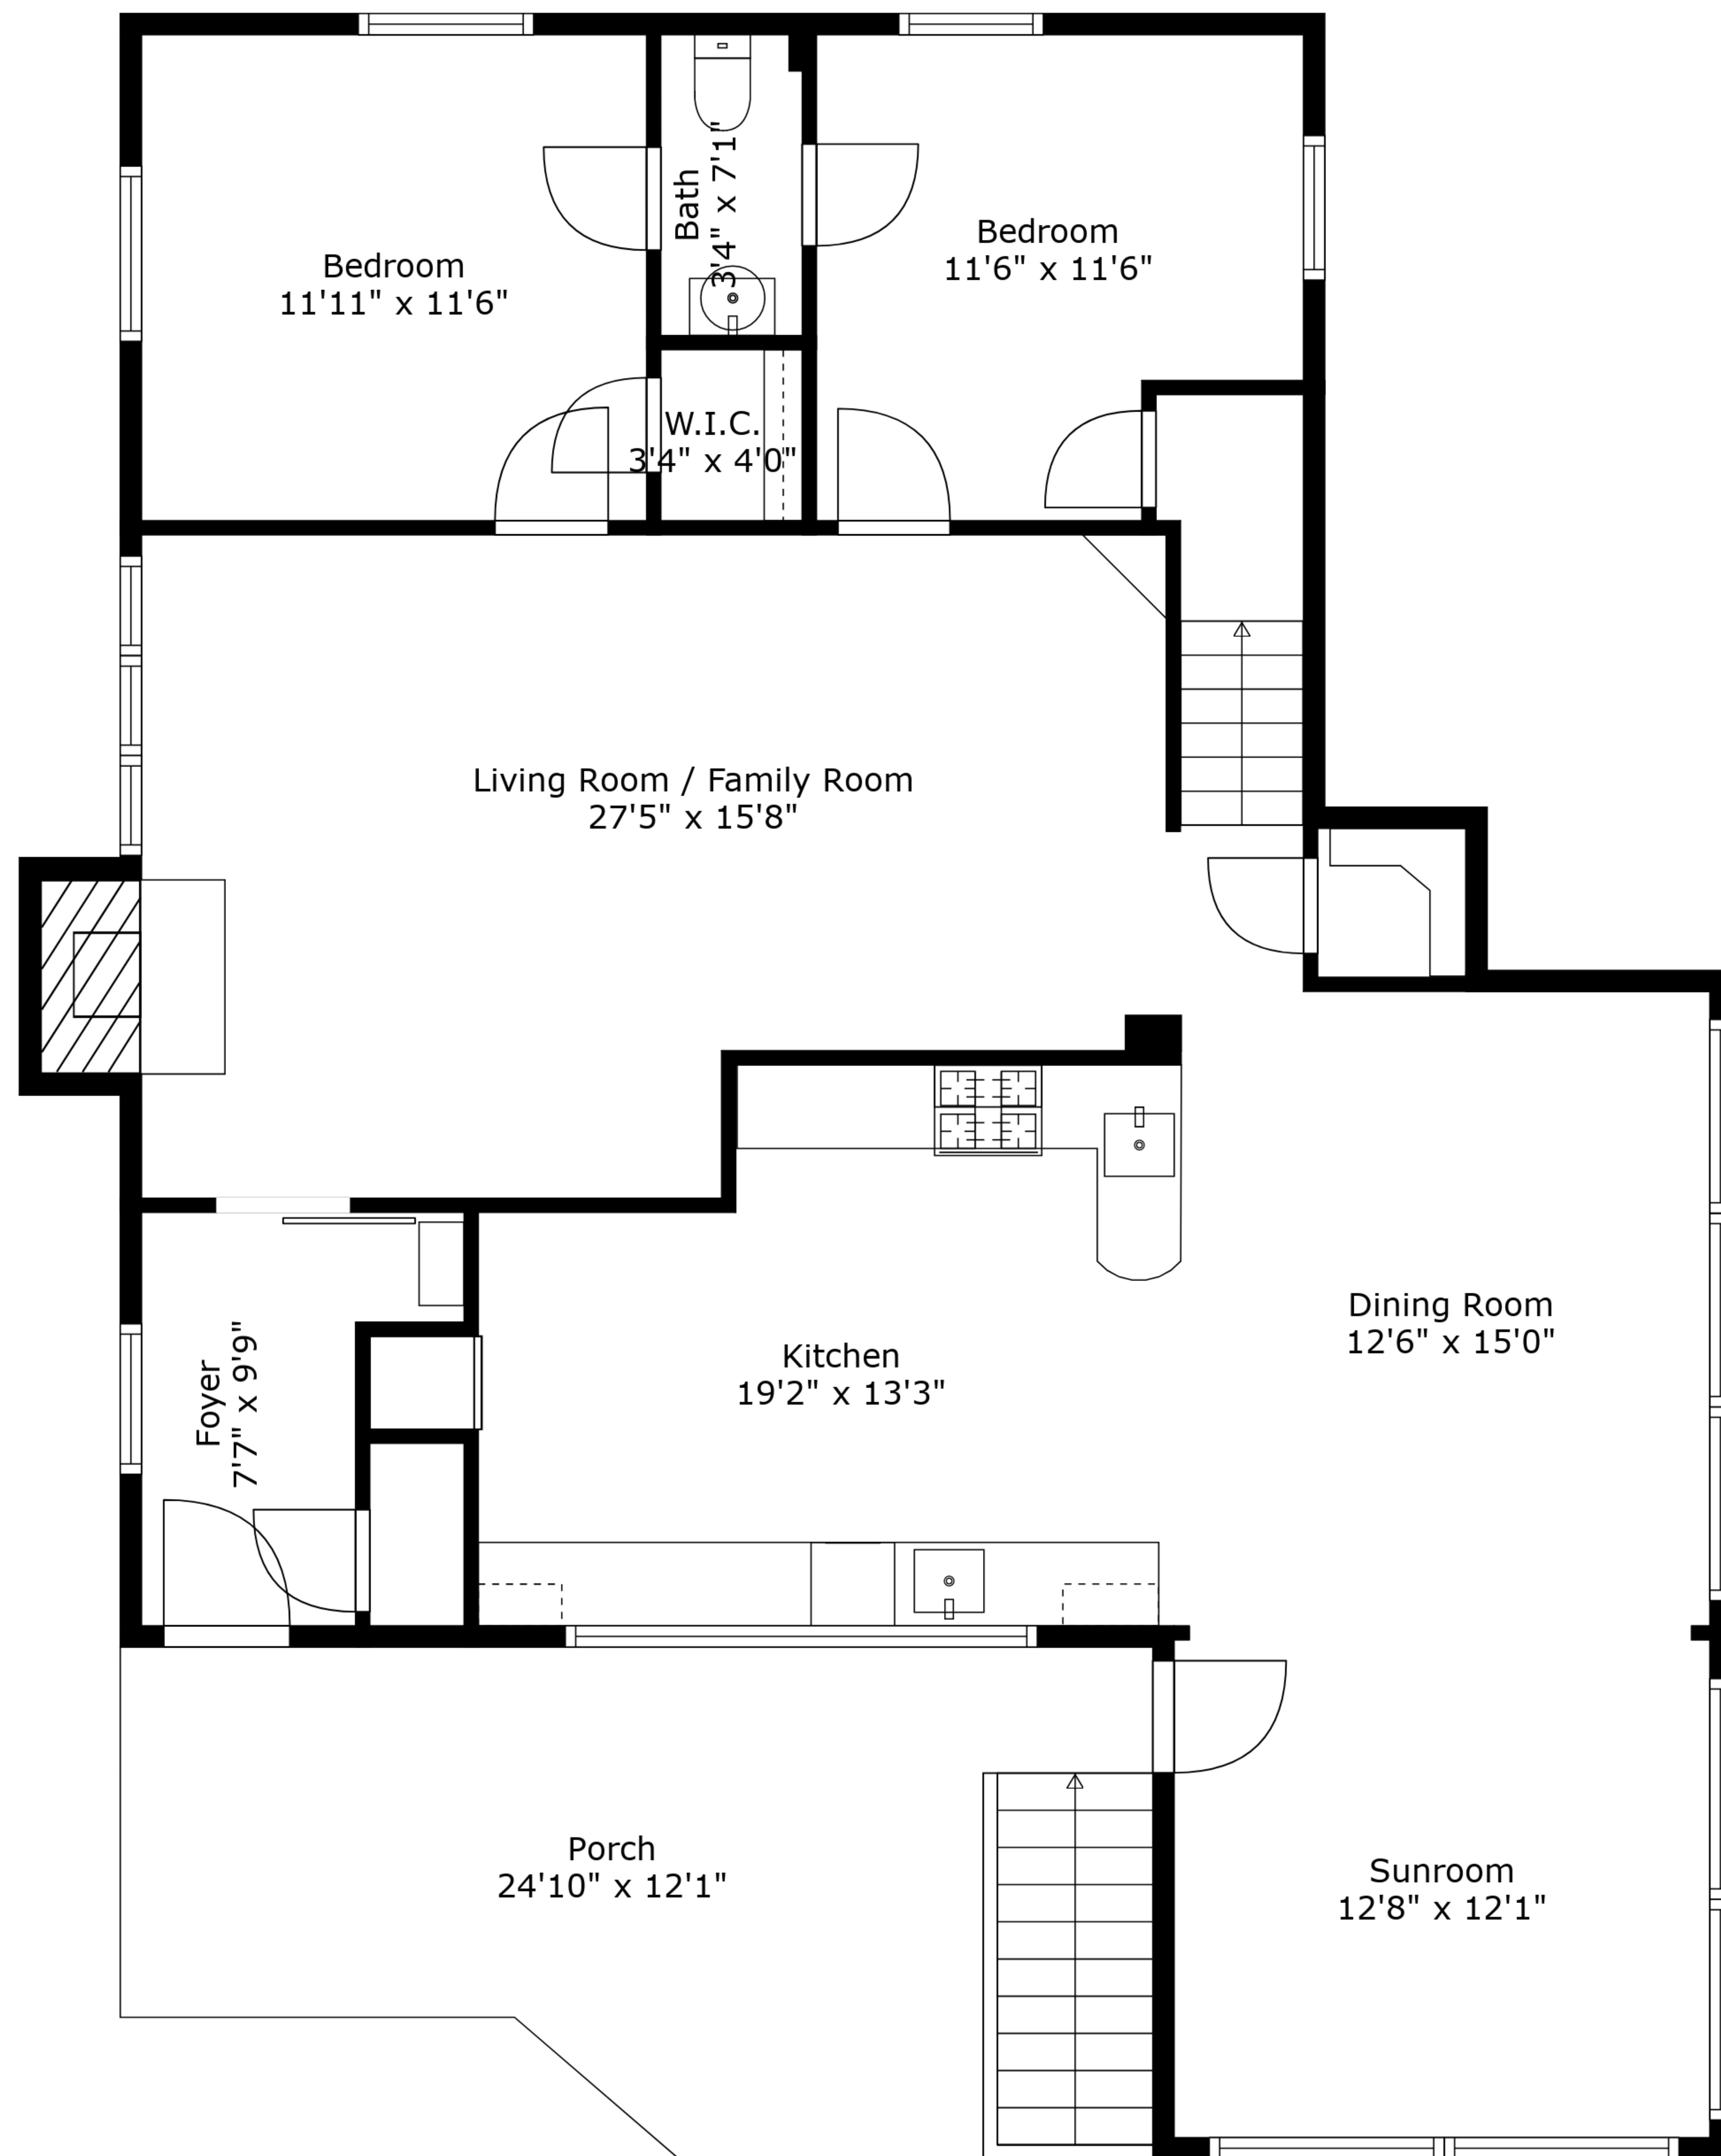 Bath
3'4" x 7'1"
Bedroom
11'6" x 11'6"
Bedroom
11'11" x 11'6"
W.I.C.
3'4" x 4'0"
Living Room / Family Room
27'5" x 15'8"
Dining Room
12'6" x 15'0"
Kitchen
19'2" x 13'3"
Foyer
7'7" x 9'9"
Porch
24'10" x 12'1"
Sunroom
12'8" x 12'1"